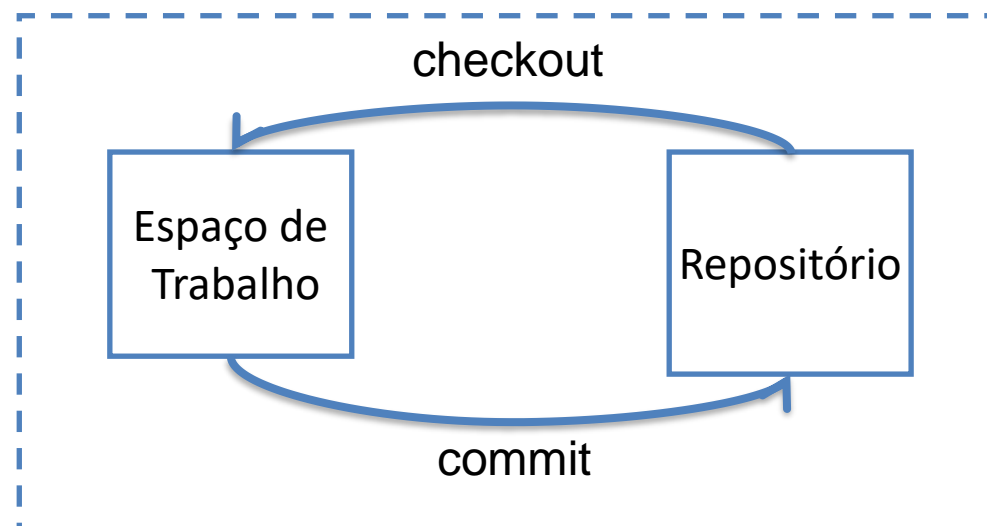 checkout
Espaço de
Trabalho
Repositório
commit